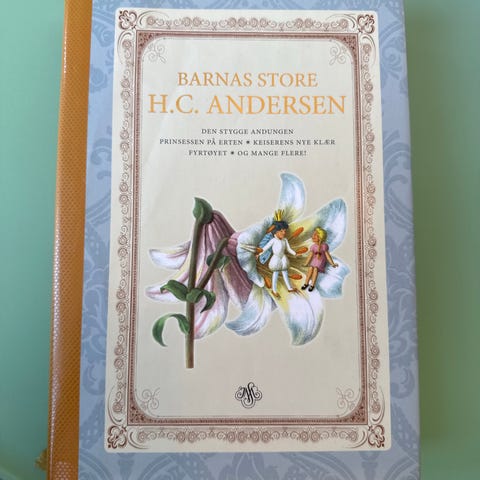 BARNAS STORE
H.C. ANDERSEN
DEN STYGGE ANDUNGEN
PRINSESSEN PÅ ERTEN * KEISERENS NYE KLÆR
FYRTØYET * OG MANGE FLERE!